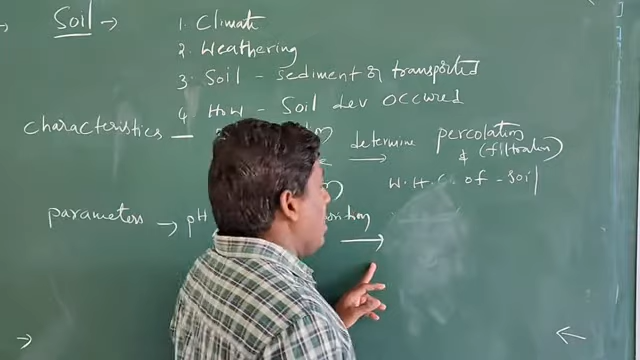 → Soil → 1. Climate
2. Weathering
3. Soil - sediment or transported
4 How - Soil dev occured
characteristics —
→ determine percolation
& (filtration)
W.H.C. of - soil
parameters → pH
→